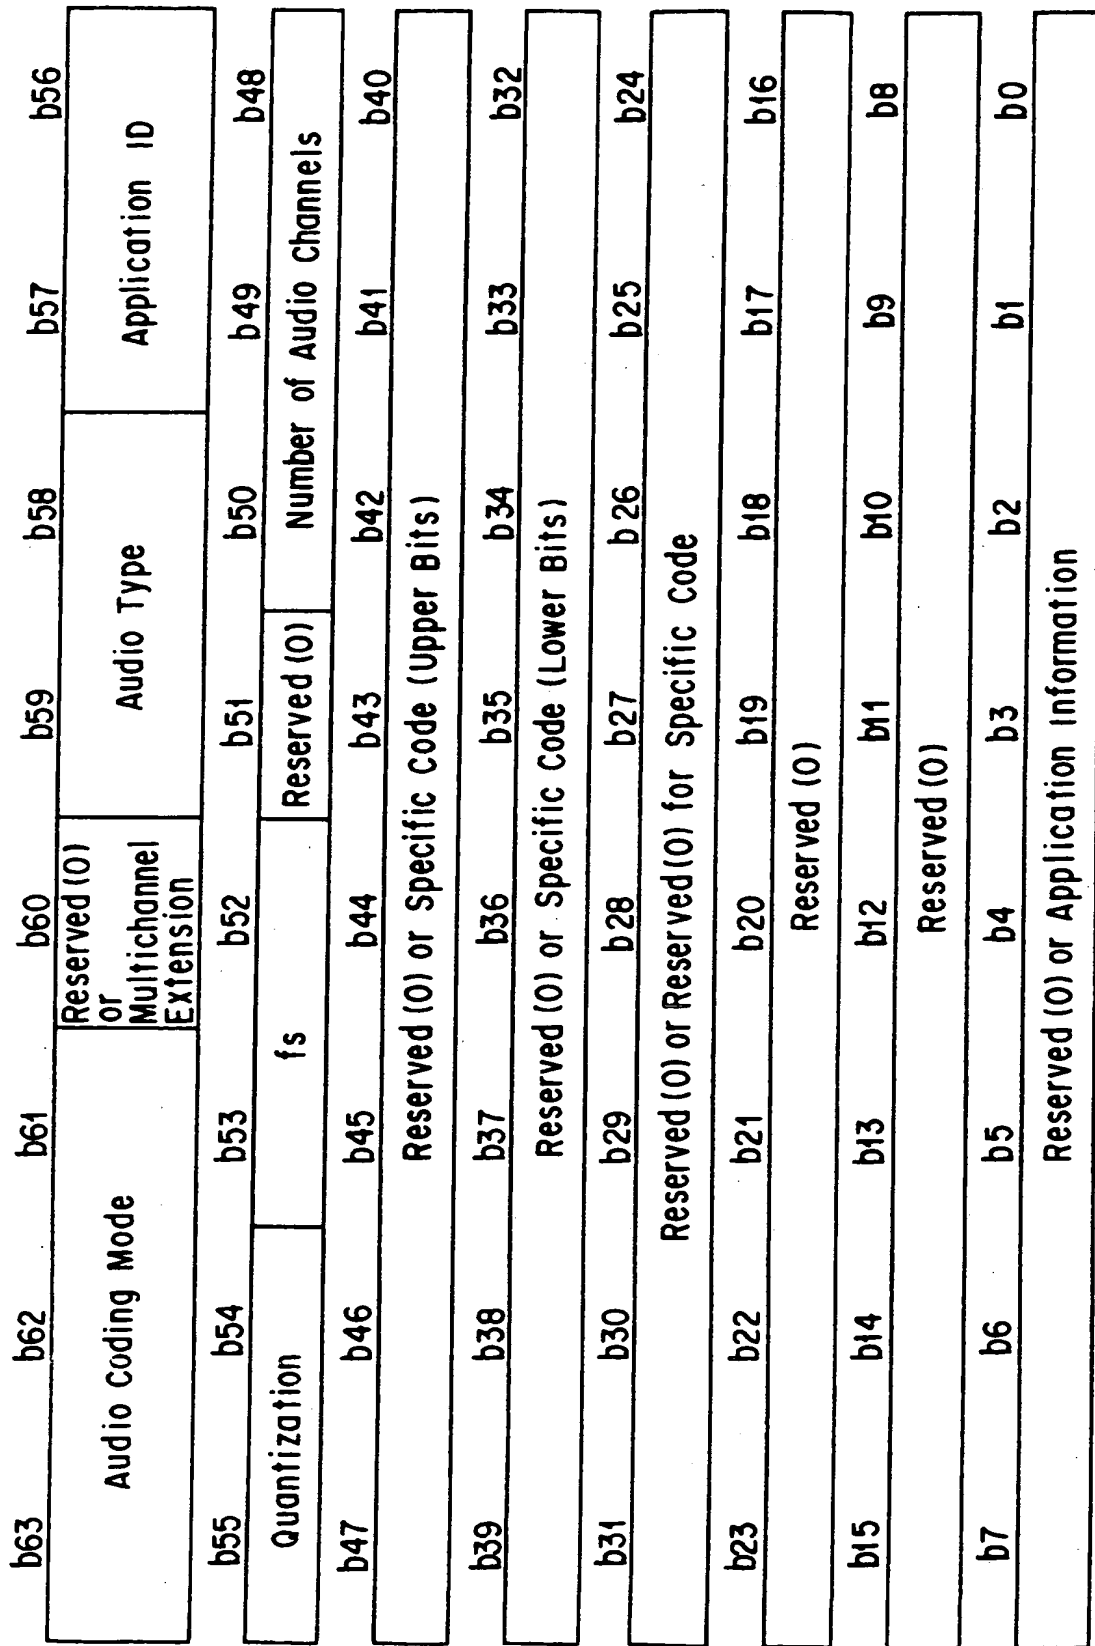 b63 b62 b61 b60 b59 b58 b57 b56
Audio Coding Mode
Reserved (0)
or
Multichannel
Extension
Audio Type
Application ID
b55 b54 b53 b52 b51 b50 b49 b48
Quantization
fs
Reserved (0)
Number of Audio Channels
b47 b46 b45 b44 b43 b42 b41 b40
Reserved (0) or Specific Code (Upper Bits)
b39 b38 b37 b36 b35 b34 b33 b32
Reserved (0) or Specific Code (Lower Bits)
b31 b30 b29 b28 b27 b26 b25 b24
Reserved (0) or Reserved (0) for Specific Code
b23 b22 b21 b20 b19 b18 b17 b16
Reserved (0)
b15 b14 b13 b12 b11 b10 b9 b8
Reserved (0)
b7 b6 b5 b4 b3 b2 b1 b0
Reserved (0) or Application Information